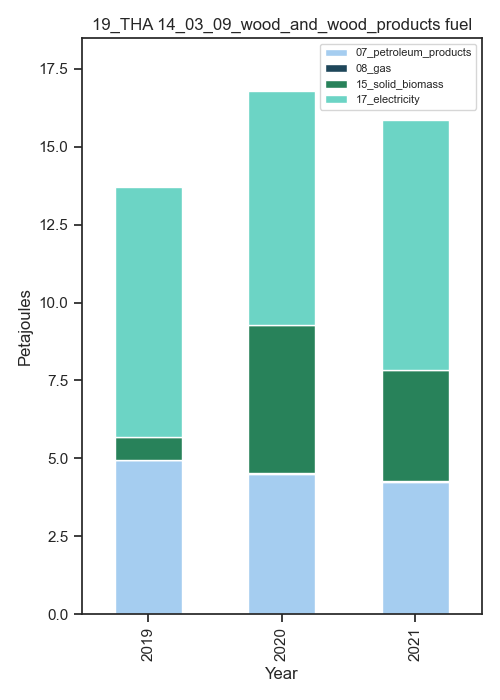 19_THA 14_03_09_wood_and_wood_products fuel
07_petroleum_products
08_gas
15_solid_biomass
17_electricity
17.5
15.0
12.5
10.0
7.5
5.0
2.5
0.0
Petajoules
2019
2020
2021
Year